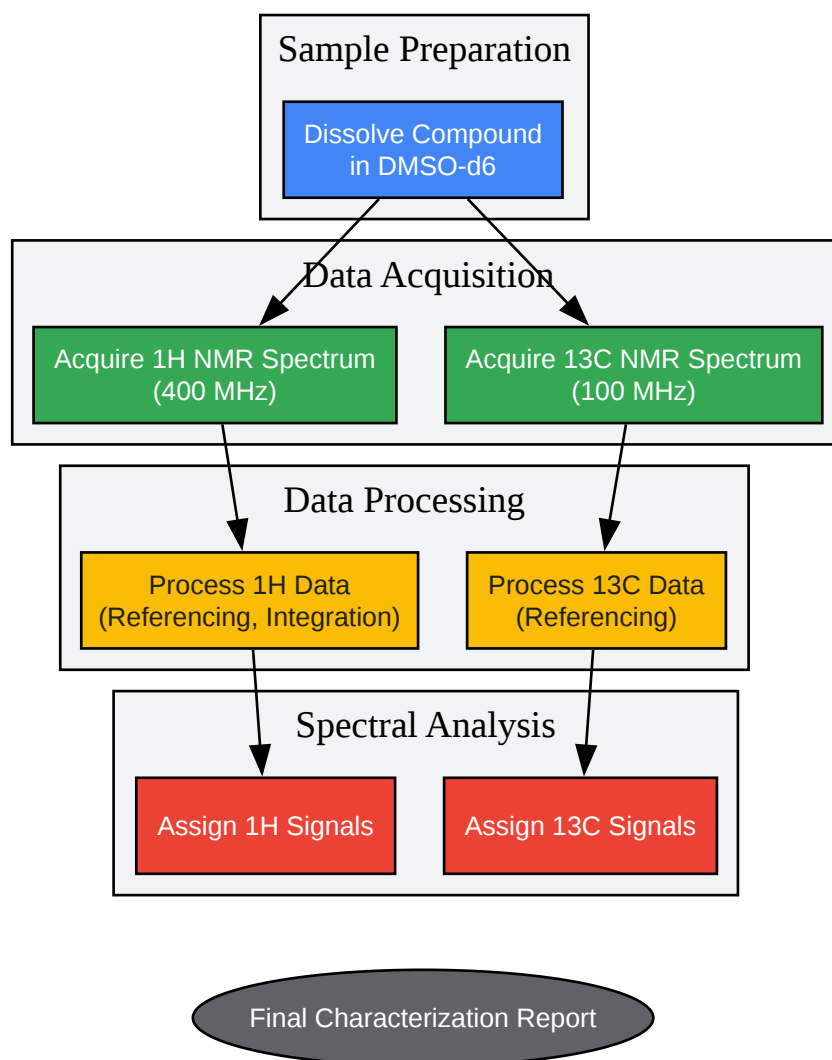 Sample Preparation
Dissolve Compound
in DMSO-d6
Data Acquisition
Acquire 1H NMR Spectrum
(400 MHz)
Acquire 13C NMR Spectrum
(100 MHz)
Data Processing
Process 1H Data
(Referencing, Integration)
Process 13C Data
(Referencing)
Spectral Analysis
Assign 1H Signals
Assign 13C Signals
Final Characterization Report